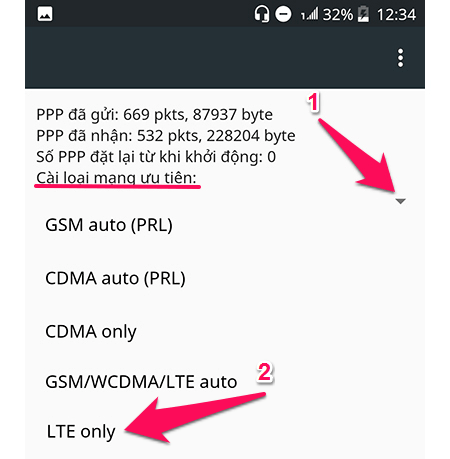 32% 12:34
1
PPP đã gửi: 669 pkts, 87937 byte
PPP đã nhận: 532 pkts, 228204 byte
Số PPP đặt lại từ khi khởi động: 0
Cài loại mạng ưu tiên:
GSM auto (PRL)
CDMA auto (PRL)
CDMA only
GSM/WCDMA/LTE auto
2
LTE only